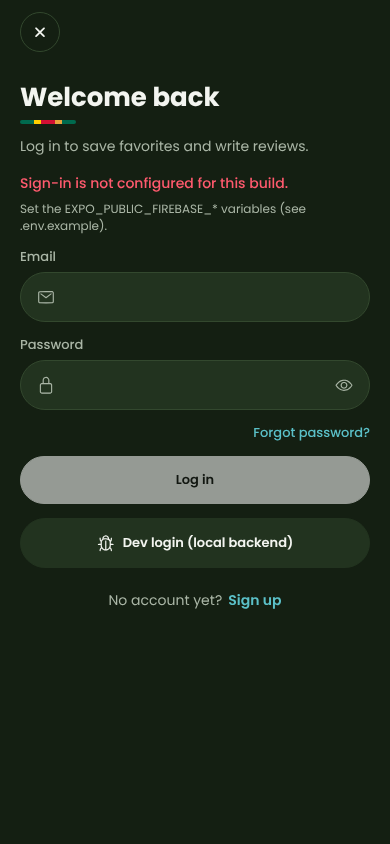 Welcome back
Log in to save favorites and write reviews.
Sign-in is not configured for this build.
Set the EXPO_PUBLIC_FIREBASE_* variables (see
.env.example).
Email
Password
Forgot password?
Log in
Dev login (local backend)
No account yet? Sign up